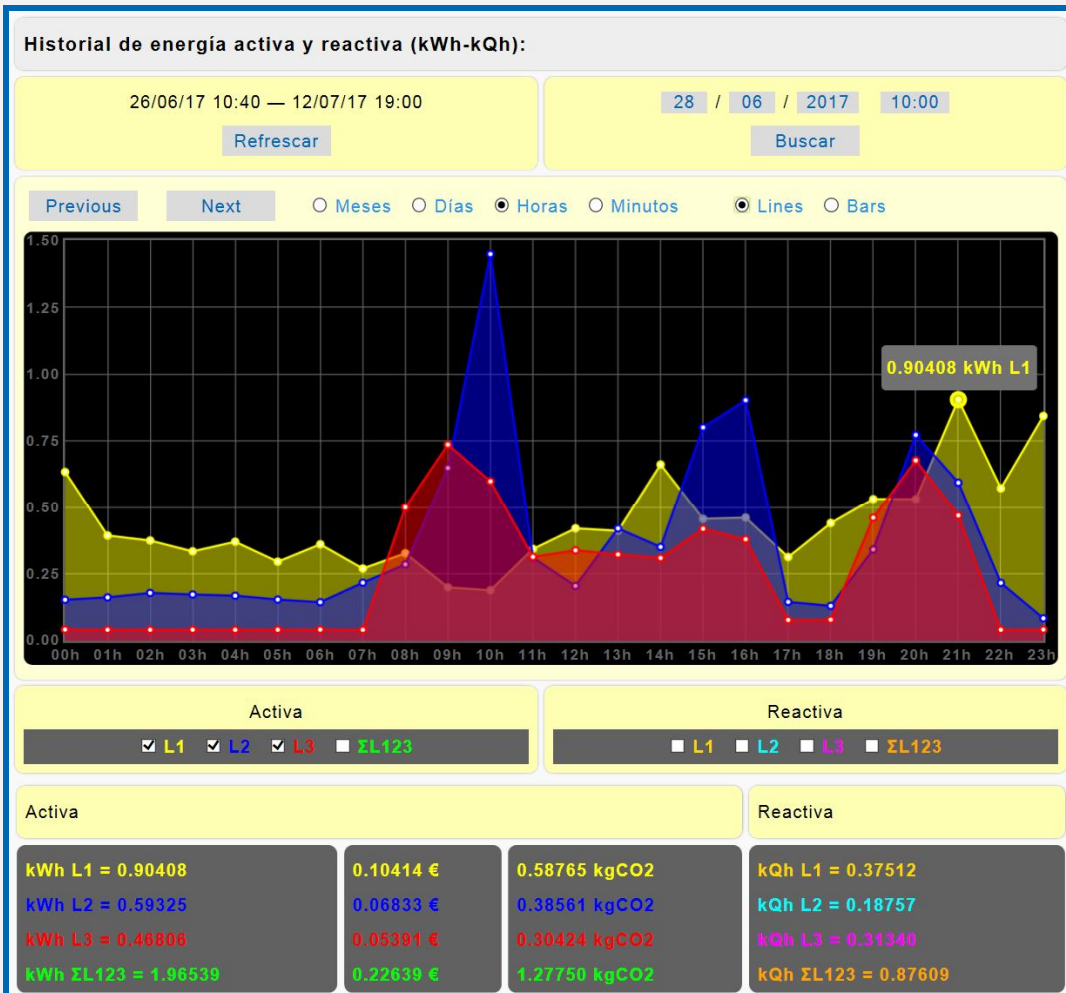 Historial de energía activa y reactiva (kWh-kQh):
26/06/17 10:40 — 12/07/17 19:00
Refrescar
28 / 06 / 2017 10:00
Buscar
Previous Next Meses Días Horas Minutos Lines Bars
1.50
1.25
1.00
0.90408 kWh L1
0.75
0.50
0.25
0.00
00h 01h 02h 03h 04h 05h 06h 07h 08h 09h 10h 11h 12h 13h 14h 15h 16h 17h 18h 19h 20h 21h 22h 23h
Activa
L1 L2 L3 ΣL123
Reactiva
L1 L2 L3 ΣL123
Activa
Reactiva
kWh L1 = 0.90408 0.10414 € 0.58765 kgCO2 kQh L1 = 0.37512
kWh L2 = 0.59325 0.06833 € 0.38561 kgCO2 kQh L2 = 0.18757
kWh L3 = 0.46806 0.05391 € 0.30424 kgCO2 kQh L3 = 0.31340
kWh ΣL123 = 1.96539 0.22639 € 1.27750 kgCO2 kQh ΣL123 = 0.87609